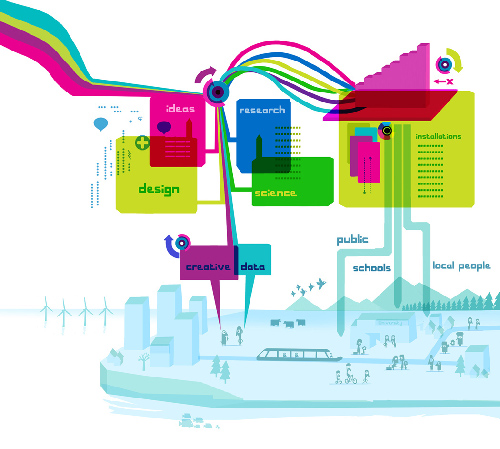 ideas
research
installations
design
science
public
schools
local people
creative
data